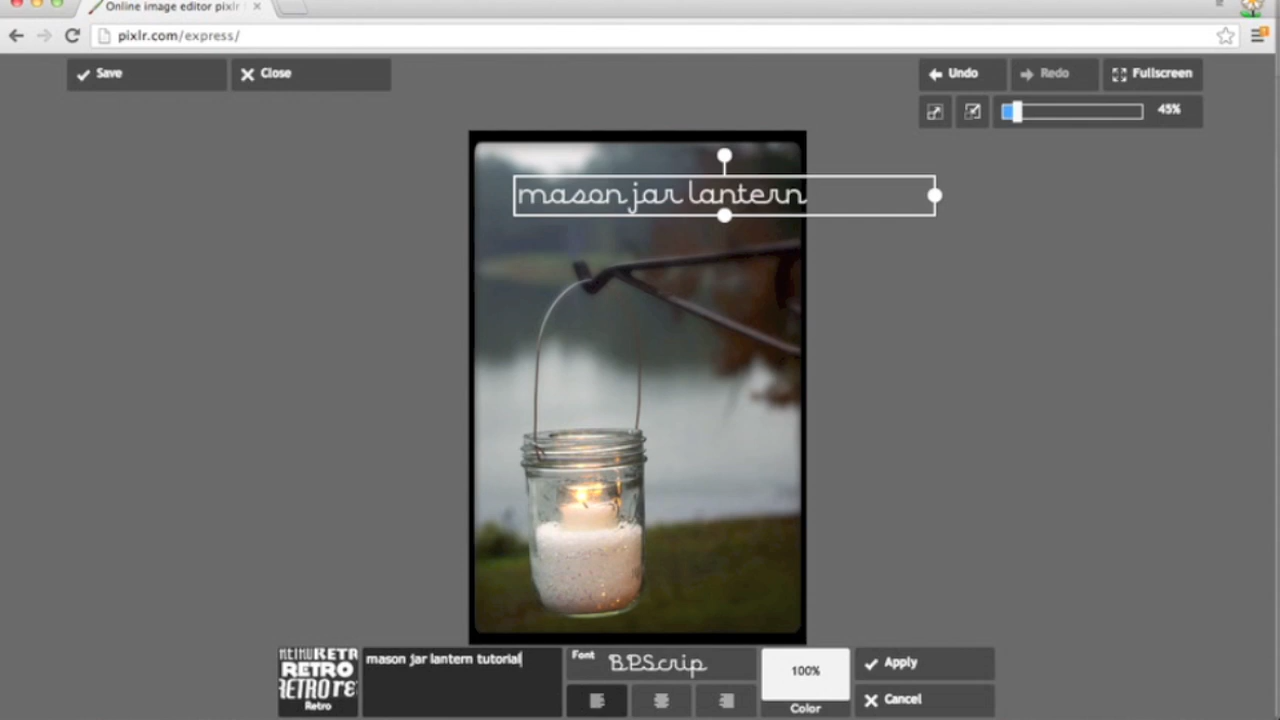 Online image editor pixlr
pixlr.com/express/
Save
Close
Undo
Redo
Fullscreen
45%
mason jar lantern
RETRO
RETRO
Retro
mason jar lantern tutorial
Font
BPScrip
100%
Color
Apply
Cancel